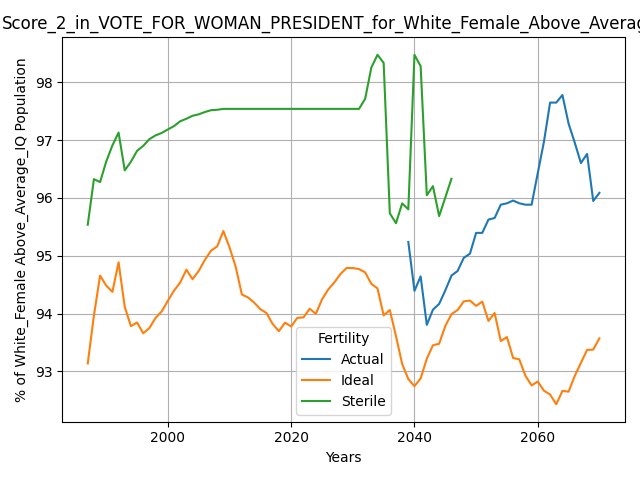 Score_2_in_VOTE_FOR_WOMAN_PRESIDENT_for_White_Female_Above_Averag
% of White_Female Above_Average_IQ Population
98
97
96
95
94
93
Fertility
Actual
Ideal
Sterile
2000
2020
2040
2060
Years